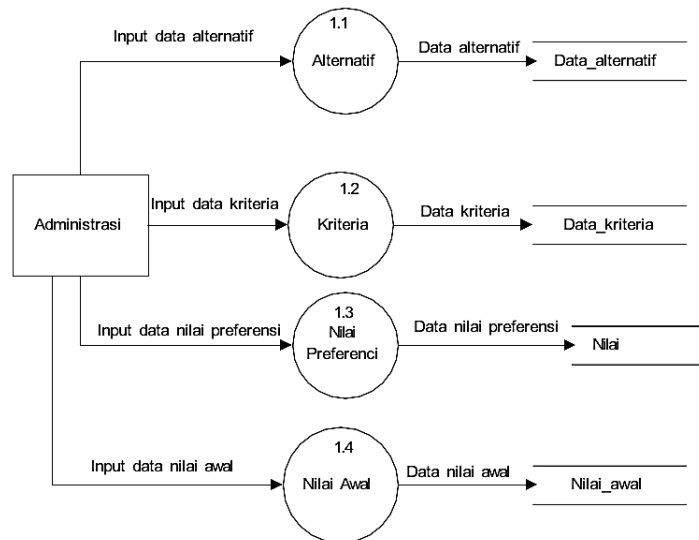 1.1
Input data alternatif
Alternatif
Data alternatif
Data_alternatif
1.2
Input data kriteria
Administrasi
Kriteria
Data kriteria
Data_kriteria
1.3
Input data nilai preferensi
Nilai
Preferenci
Data nilai preferensi
Nilai
1.4
Input data nilai awal
Nilai Awal
Data nilai awal
Nilai_awal